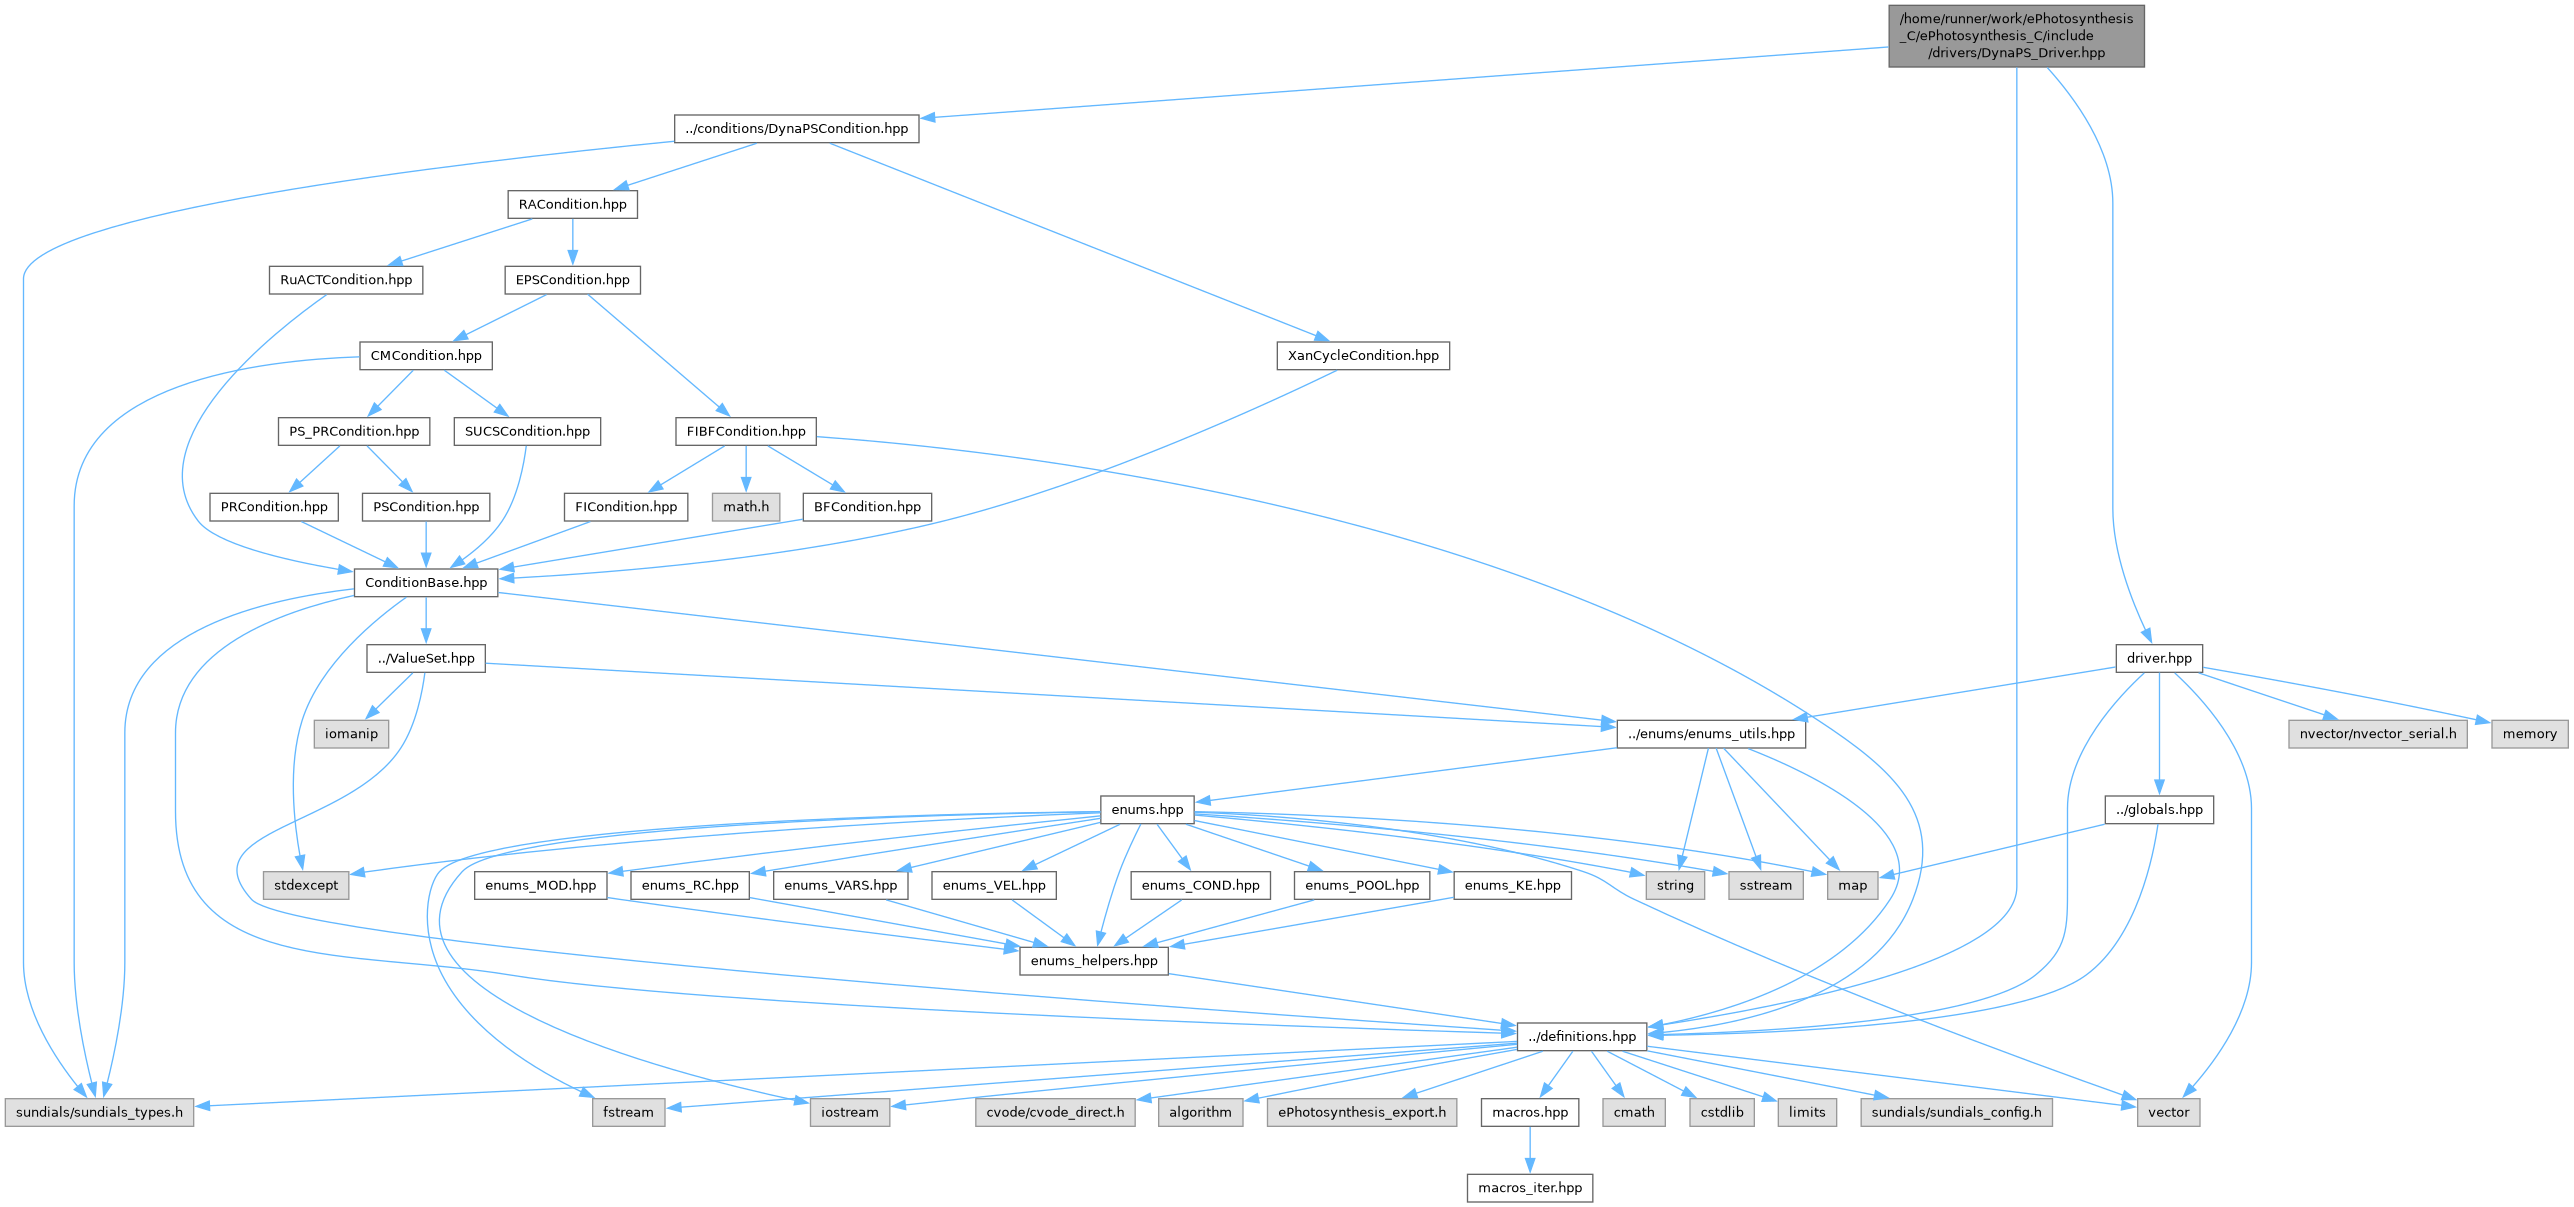 /home/runner/work/ePhotosynthesis
_C/ePhotosynthesis_C/include
/drivers/DynaPS_Driver.hpp
../conditions/DynaPSCondition.hpp
RACondition.hpp
RuACTCondition.hpp
EPSCondition.hpp
CMCondition.hpp
XanCycleCondition.hpp
PS_PRCondition.hpp
SUCSCondition.hpp
FIBFCondition.hpp
PRCondition.hpp
PSCondition.hpp
FICondition.hpp
math.h
BFCondition.hpp
ConditionBase.hpp
../ValueSet.hpp
driver.hpp
iomanip
../enums/enums_utils.hpp
nvector/nvector_serial.h
memory
enums.hpp
../globals.hpp
stdexcept
enums_MOD.hpp
enums_RC.hpp
enums_VARS.hpp
enums_VEL.hpp
enums_COND.hpp
enums_POOL.hpp
enums_KE.hpp
string
sstream
map
enums_helpers.hpp
../definitions.hpp
sundials/sundials_types.h
fstream
iostream
cvode/cvode_direct.h
algorithm
ePhotosynthesis_export.h
macros.hpp
cmath
cstdlib
limits
sundials/sundials_config.h
vector
macros_iter.hpp